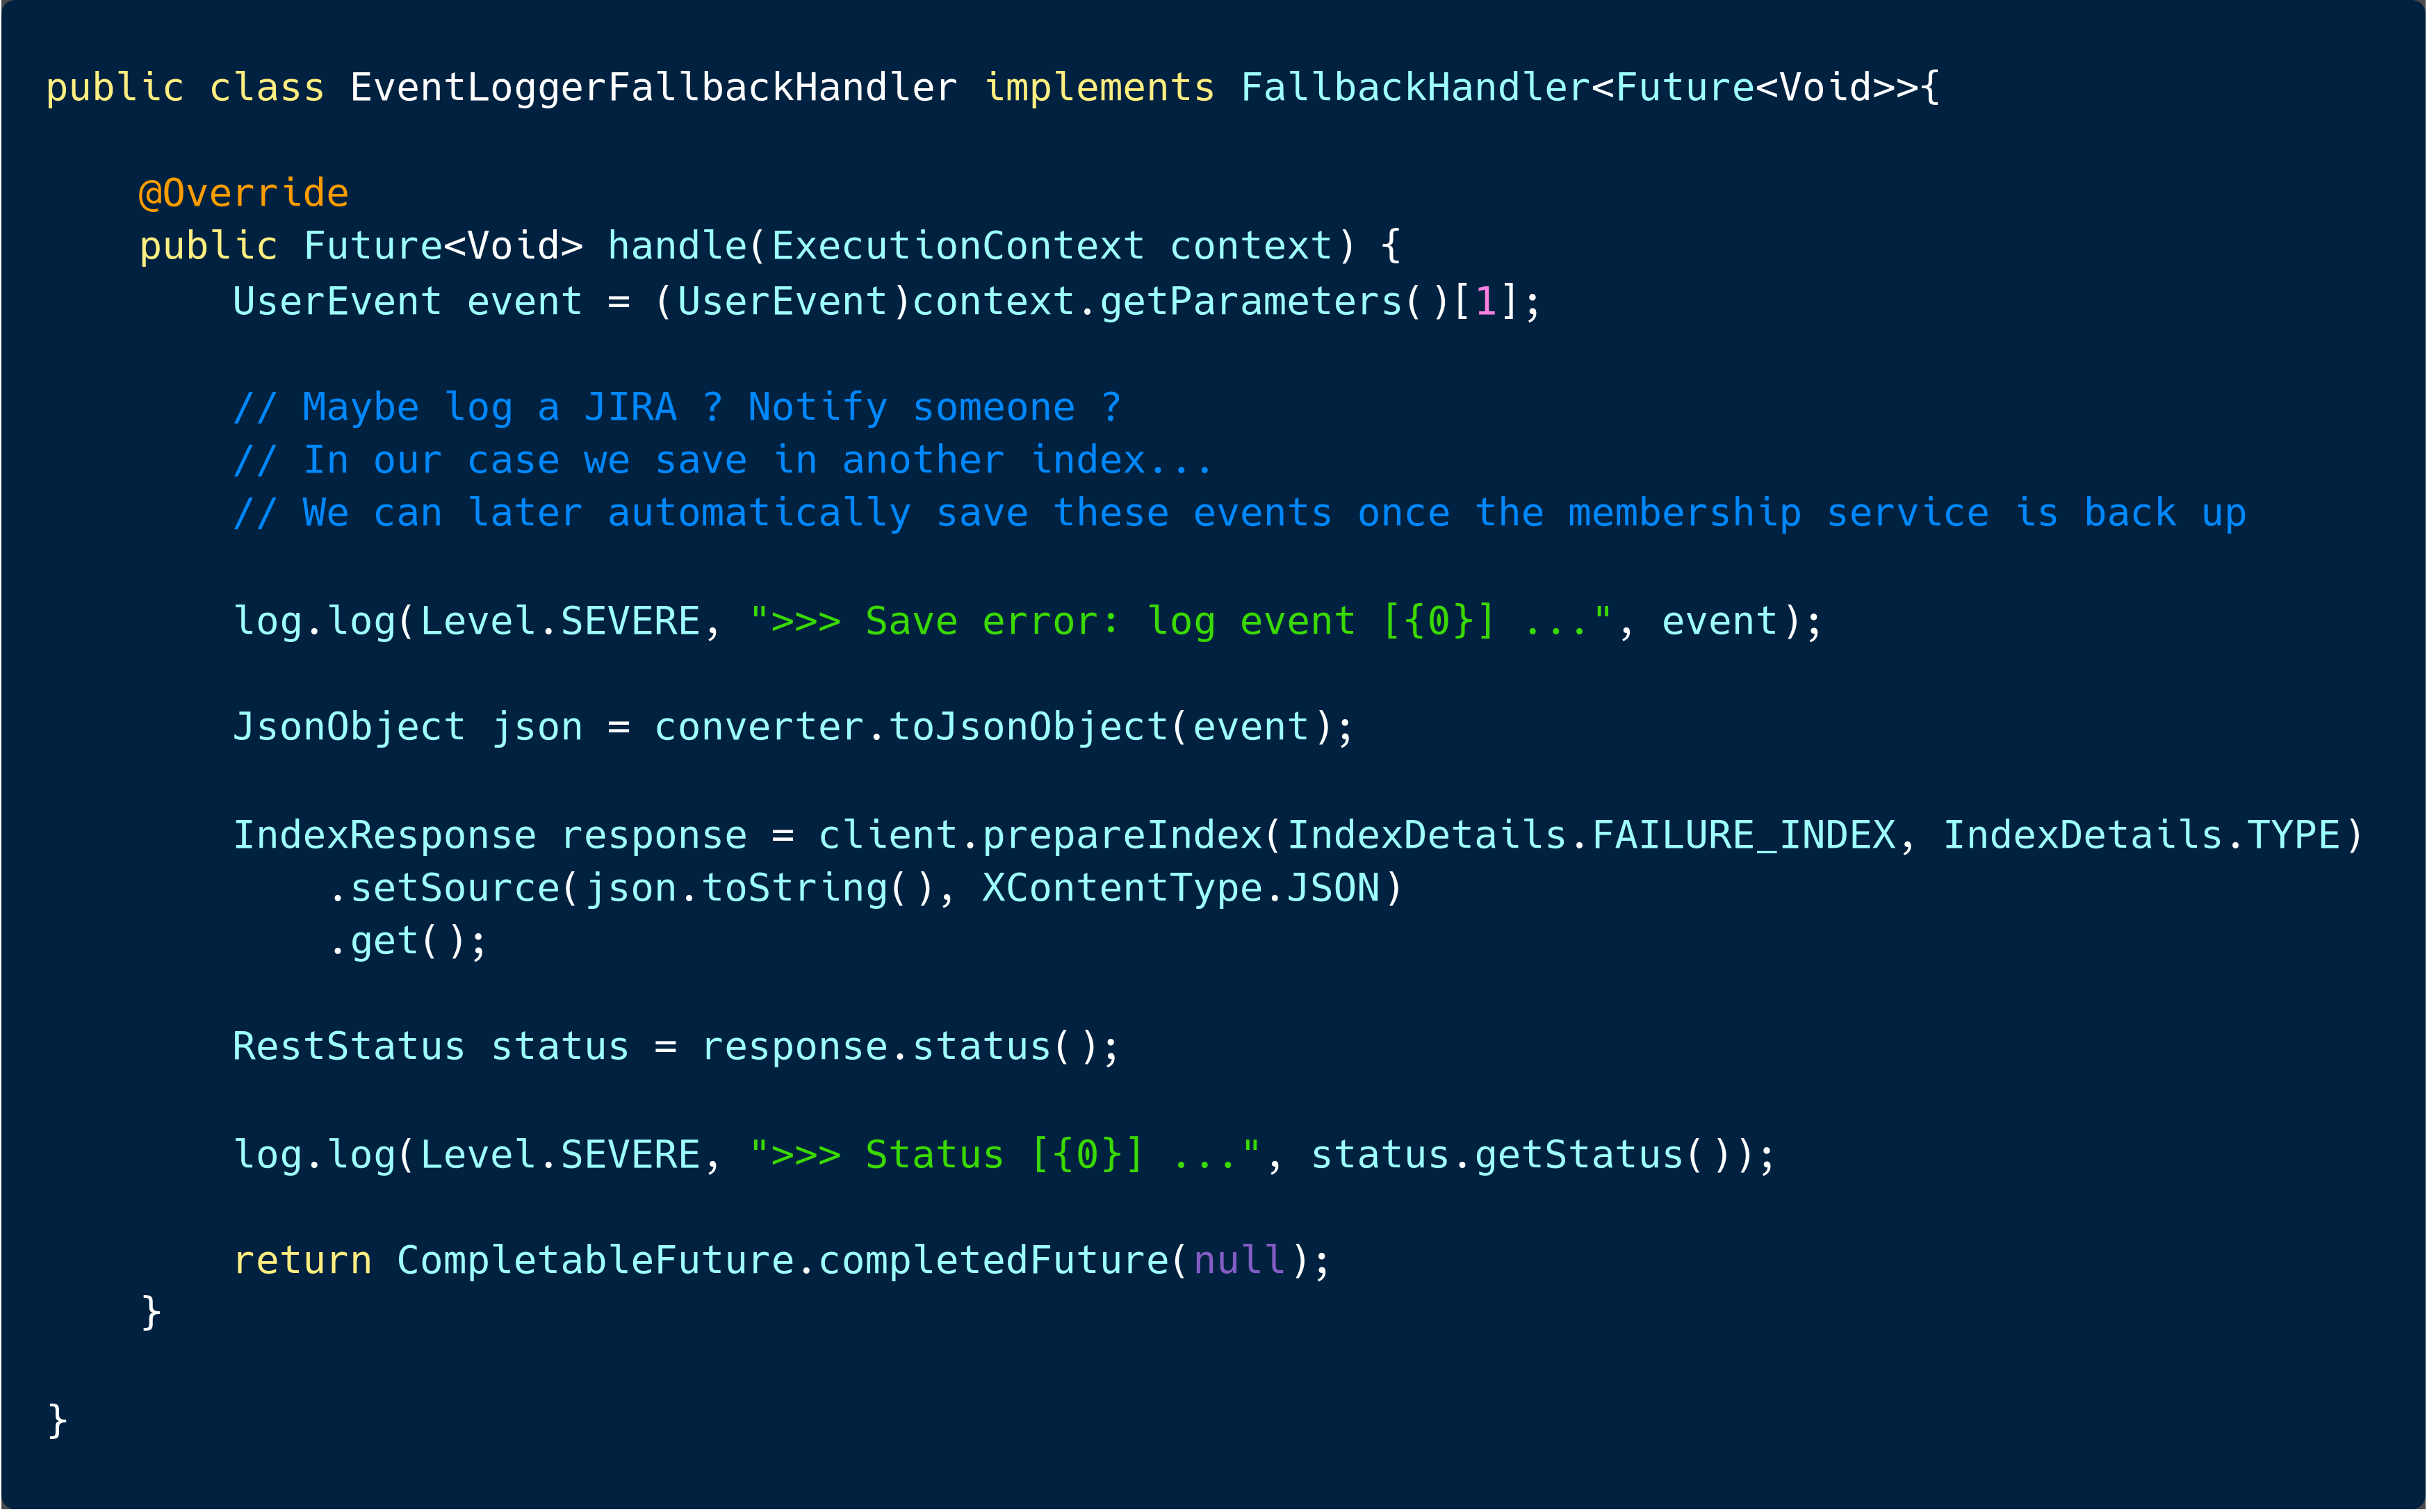 public class EventLoggerFallbackHandler implements FallbackHandler<Future<Void>>{
@Override
public Future<Void> handle(ExecutionContext context) {
UserEvent event = (UserEvent)context.getParameters()[1];
// Maybe log a JIRA ? Notify someone ?
// In our case we save in another index...
// We can later automatically save these events once the membership service is back up
log.log(Level.SEVERE, ">>> Save error: log event [{0}] ...", event);
JsonObject json = converter.toJsonObject(event);
IndexResponse response = client.prepareIndex(IndexDetails.FAILURE_INDEX, IndexDetails.TYPE)
.setSource(json.toString(), XContentType.JSON)
.get();
RestStatus status = response.status();
log.log(Level.SEVERE, ">>> Status [{0}] ...", status.getStatus());
return CompletableFuture.completedFuture(null);
}
}